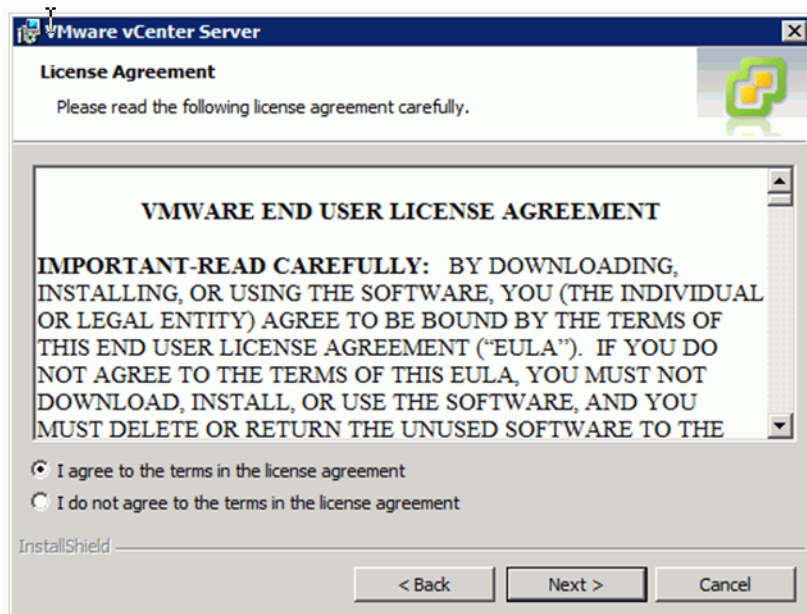 VMware vCenter Server
License Agreement
Please read the following license agreement carefully.
VMWARE END USER LICENSE AGREEMENT
IMPORTANT-READ CAREFULLY: BY DOWNLOADING,
INSTALLING, OR USING THE SOFTWARE, YOU (THE INDIVIDUAL
OR LEGAL ENTITY) AGREE TO BE BOUND BY THE TERMS OF
THIS END USER LICENSE AGREEMENT (“EULA”). IF YOU DO
NOT AGREE TO THE TERMS OF THIS EULA, YOU MUST NOT
DOWNLOAD, INSTALL, OR USE THE SOFTWARE, AND YOU
MUST DELETE OR RETURN THE UNUSED SOFTWARE TO THE
I agree to the terms in the license agreement
I do not agree to the terms in the license agreement
InstallShield
< Back Next > Cancel